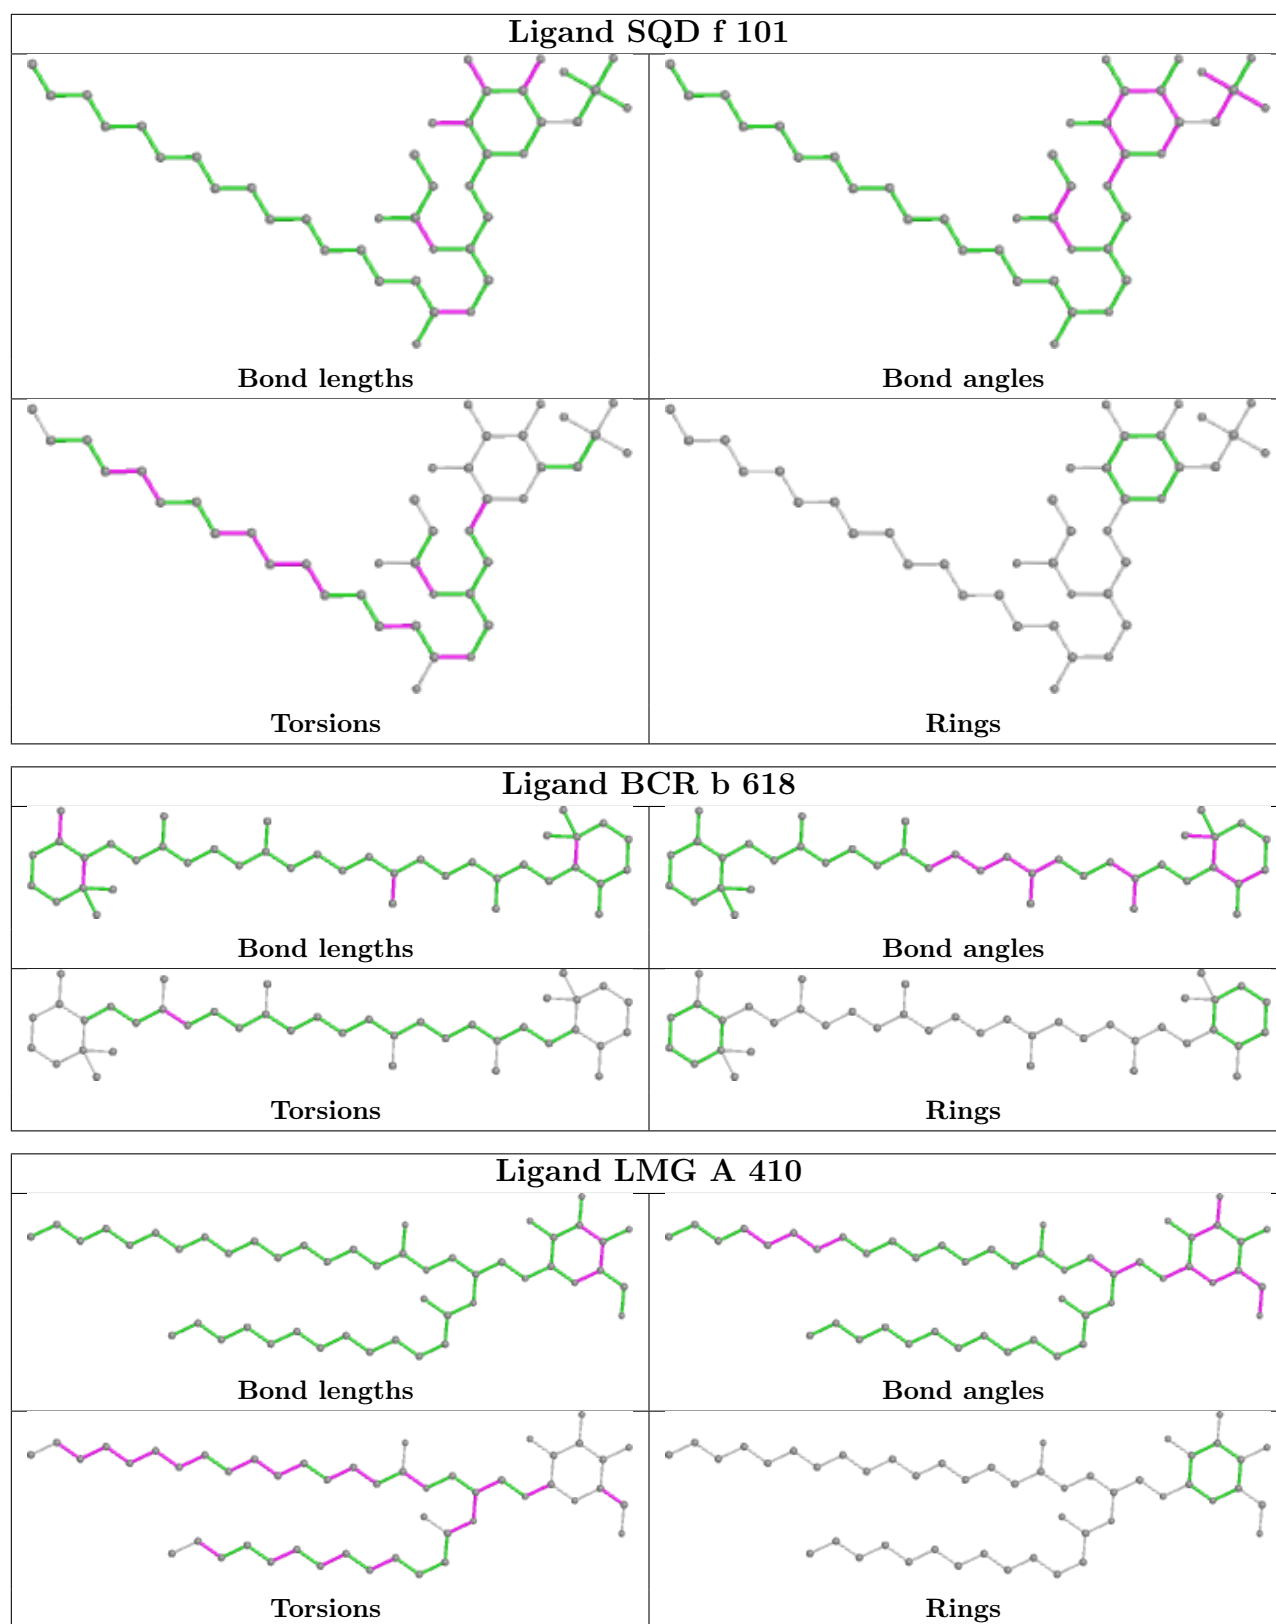 Ligand SQD f 101
Bond lengths
Bond angles
Torsions
Rings
Ligand BCR b 618
Bond lengths
Bond angles
Torsions
Rings
Ligand LMG A 410
Bond lengths
Bond angles
Torsions
Rings